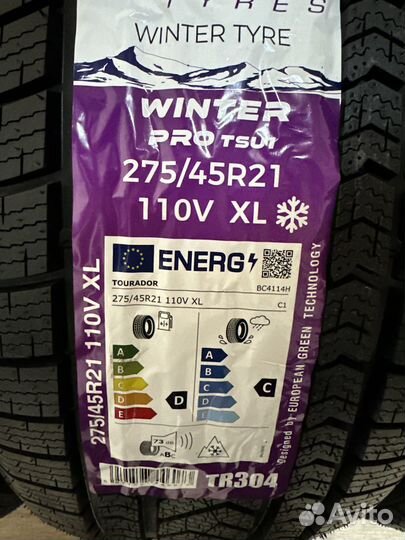 TYRES
WINTER TYRE
WINTER
PRO TSU1
275/45R21
110V XL
ENERG
TOURADOR
BC4114H
275/45R21 110V XL
C1
A
B
C
D
E
D
A
B
C
D
E
C
73 dB
ABC
TR304
275/45R21 110V XL
Designed by EUROPEAN GREEN TECHNOLOGY
Avito